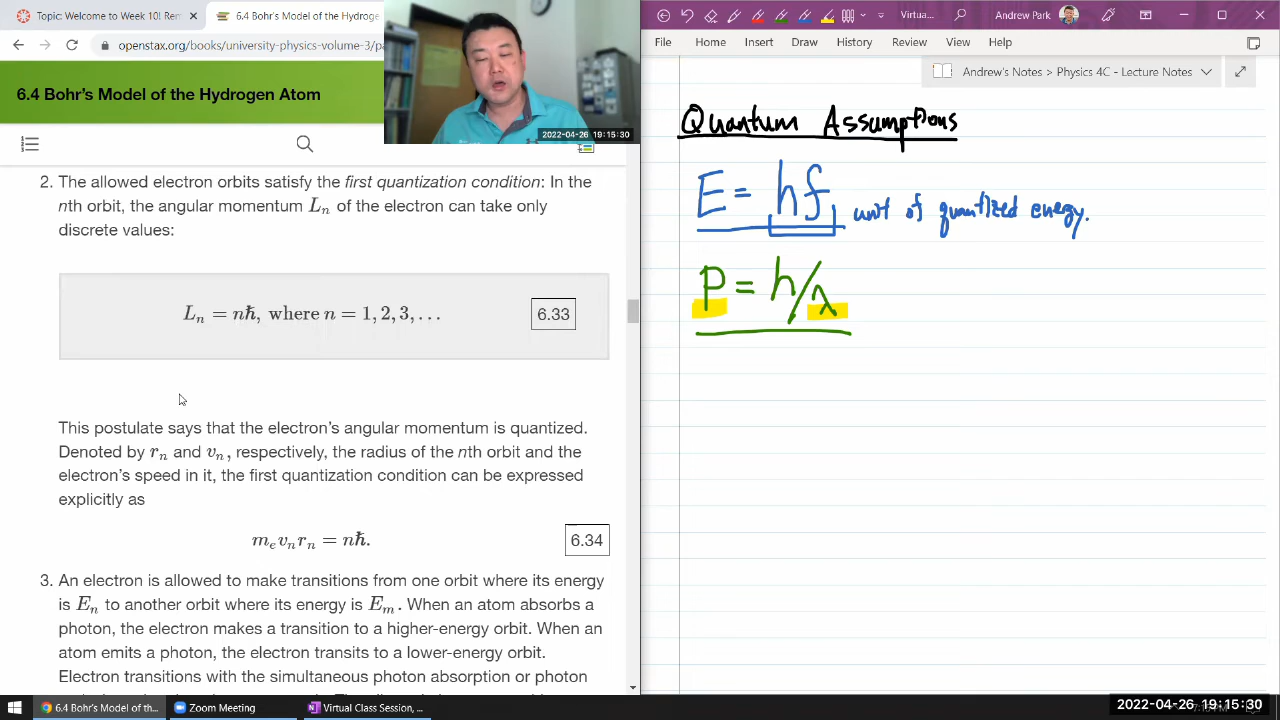 (5) Top Textbooks
6.4 Bohr's Model of the Hydrogen
openstax.org/books/university-physics-volume-3/pa
6.4 Bohr's Model of the Hydrogen Atom
2022-04-26 19:15:30
2. The allowed electron orbits satisfy the first quantization condition: In the
nth orbit, the angular momentum Lₙ of the electron can take only
discrete values:
Lₙ = nħ, where n = 1, 2, 3, . . .
6.33
This postulate says that the electron's angular momentum is quantized.
Denoted by rₙ and vₙ, respectively, the radius of the nth orbit and the
electron's speed in it, the first quantization condition can be expressed
explicitly as
mₑvₙrₙ = nħ.
6.34
3. An electron is allowed to make transitions from one orbit where its energy
is Eₙ to another orbit where its energy is Eₘ. When an atom absorbs a
photon, the electron makes a transition to a higher-energy orbit. When an
atom emits a photon, the electron transits to a lower-energy orbit.
Electron transitions with the simultaneous photon absorption or photon
Virtua...
Andrew Park
File Home Insert Draw History Review View Help
Andrew's Notes > Physics 4C - Lecture Notes
Quantum Assumptions
E = hf unit of quantized energy.
P = h/λ
6.4 Bohr's Model of the...
Zoom Meeting
Virtual Class Session, ...
2022-04-26 19:15:30